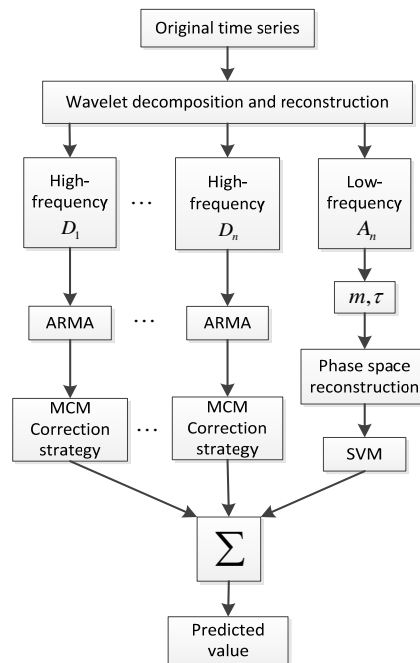 Original time series
Wavelet decomposition and reconstruction
High-
frequency
D₁
...
High-
frequency
Dₙ
Low-
frequency
Aₙ
m, τ
ARMA
...
ARMA
Phase space
reconstruction
MCM
Correction
strategy
...
MCM
Correction
strategy
SVM
Σ
Predicted
value